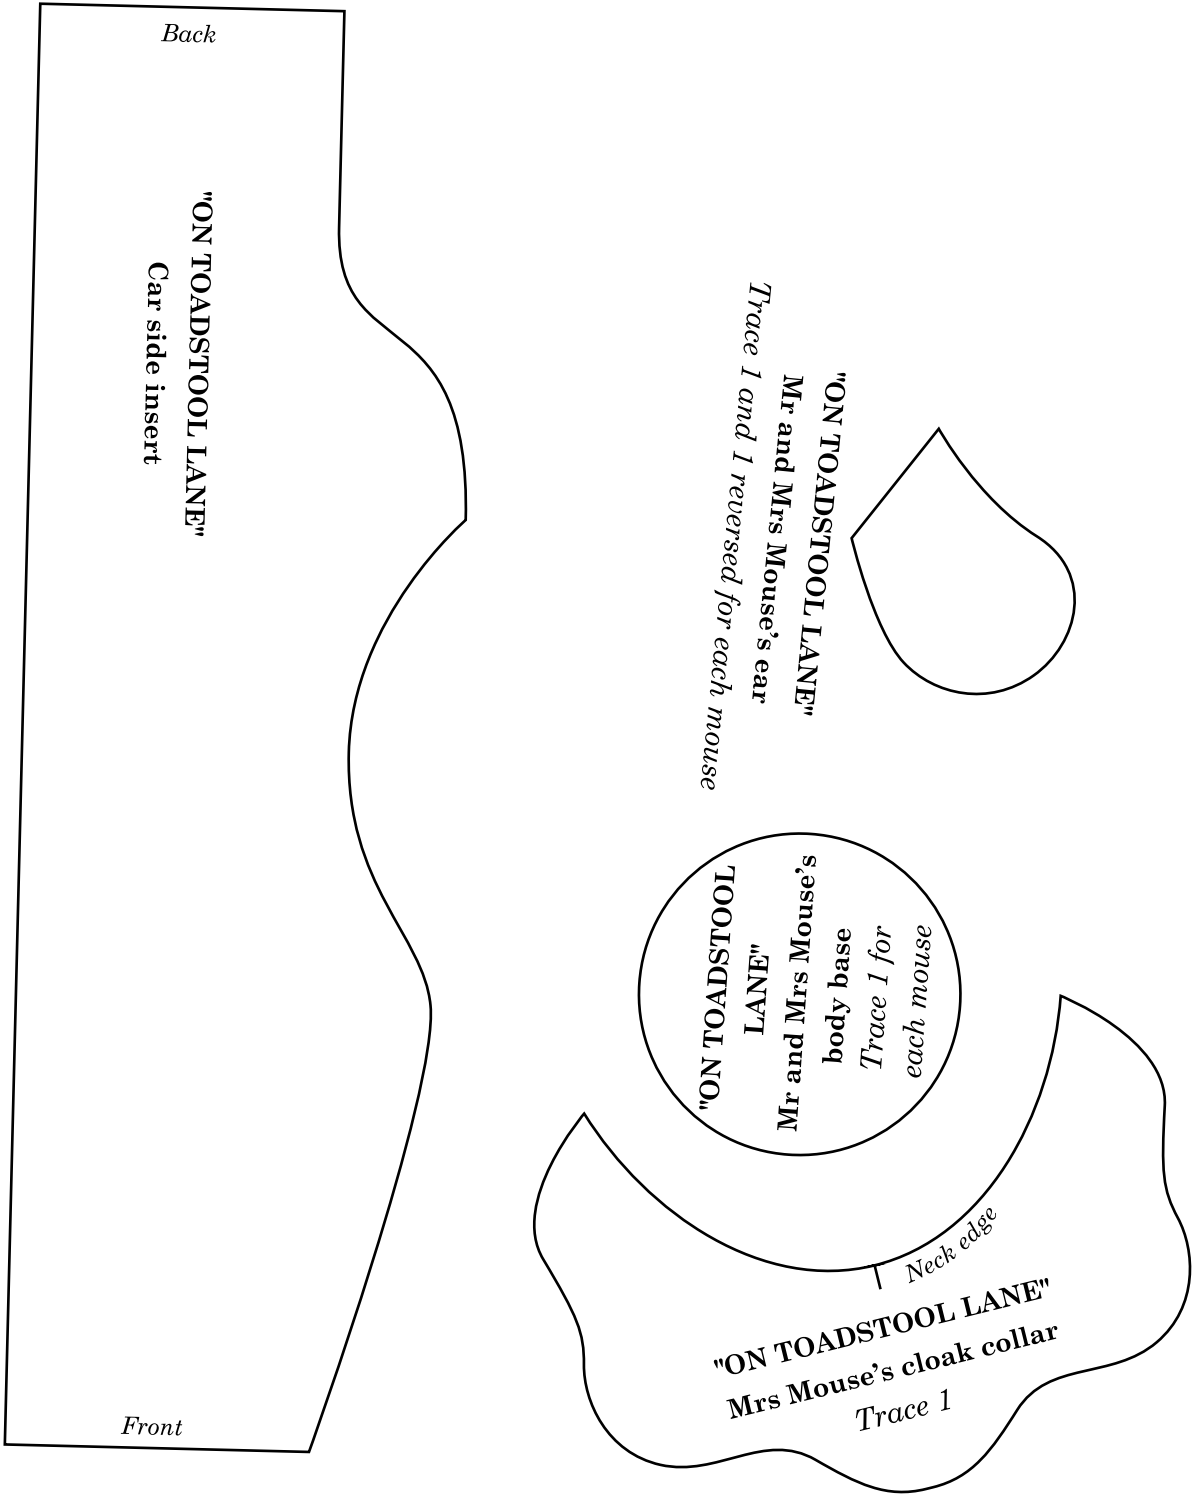 Back
"ON TOADSTOOL LANE"
Car side insert
Front
"ON TOADSTOOL LANE"
Mr and Mrs Mouse’s ear
Trace 1 and 1 reversed for each mouse
"ON TOADSTOOL
LANE"
Mr and Mrs Mouse’s
body base
Trace 1 for
each mouse
Neck edge
"ON TOADSTOOL LANE"
Mrs Mouse’s cloak collar
Trace 1